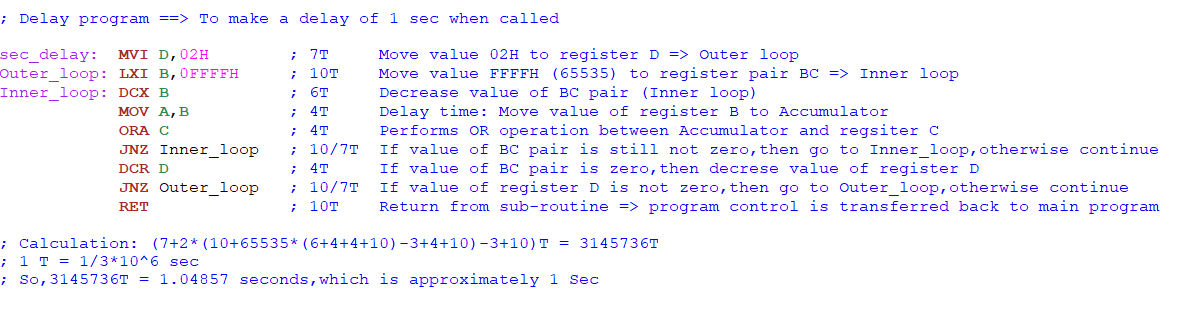 ; Delay program ==> To make a delay of 1 sec when called
sec_delay: MVI D,02H ; 7T Move value 02H to register D => Outer loop
Outer_loop: LXI B,0FFFFH ; 10T Move value FFFFH (65535) to register pair BC => Inner loop
Inner_loop: DCX B ; 6T Decrease value of BC pair (Inner loop)
MOV A,B ; 4T Delay time: Move value of register B to Accumulator
ORA C ; 4T Performs OR operation between Accumulator and regsiter C
JNZ Inner_loop ; 10/7T If value of BC pair is still not zero,then go to Inner_loop,otherwise continue
DCR D ; 4T If value of BC pair is zero,then decrese value of register D
JNZ Outer_loop ; 10/7T If value of register D is not zero,then go to Outer_loop,otherwise continue
RET ; 10T Return from sub-routine => program control is transferred back to main program
; Calculation: (7+2*(10+65535*(6+4+4+10)-3+4+10)-3+10)T = 3145736T
; 1 T = 1/3*10^6 sec
; So,3145736T = 1.04857 seconds,which is approximately 1 Sec